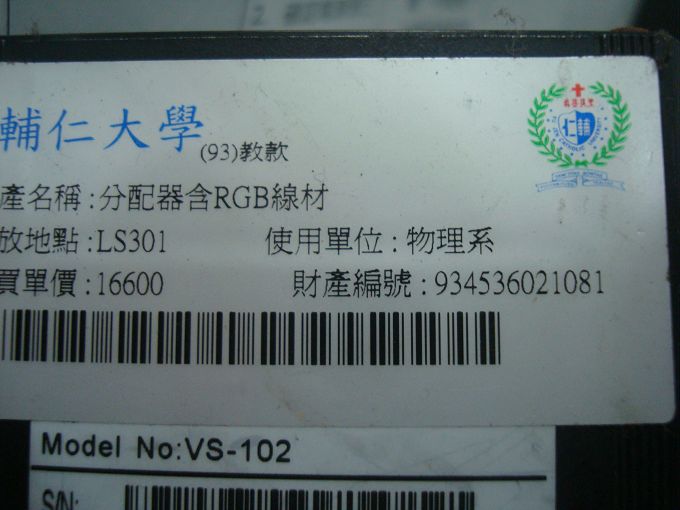 輔仁大學 (93)教款
產名稱:分配器含RGB線材
放地點:LS301 使用單位:物理系
買單價:16600 財產編號:934536021081
Model No:VS-102
S/N: